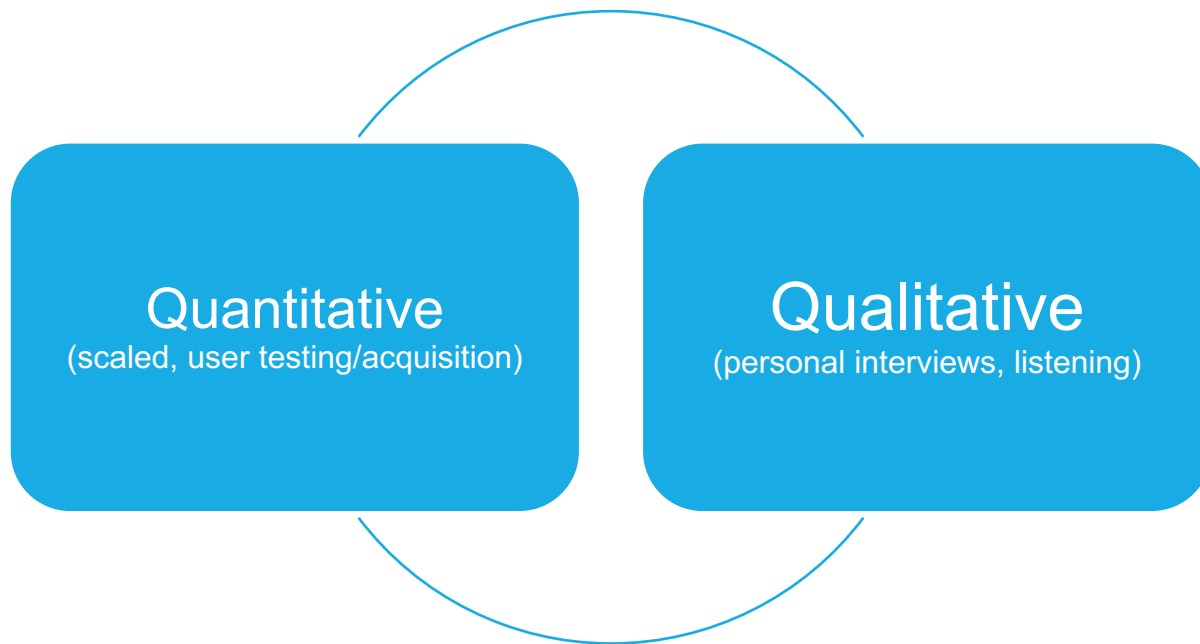 Quantitative
(scaled, user testing/acquisition)
Qualitative
(personal interviews, listening)